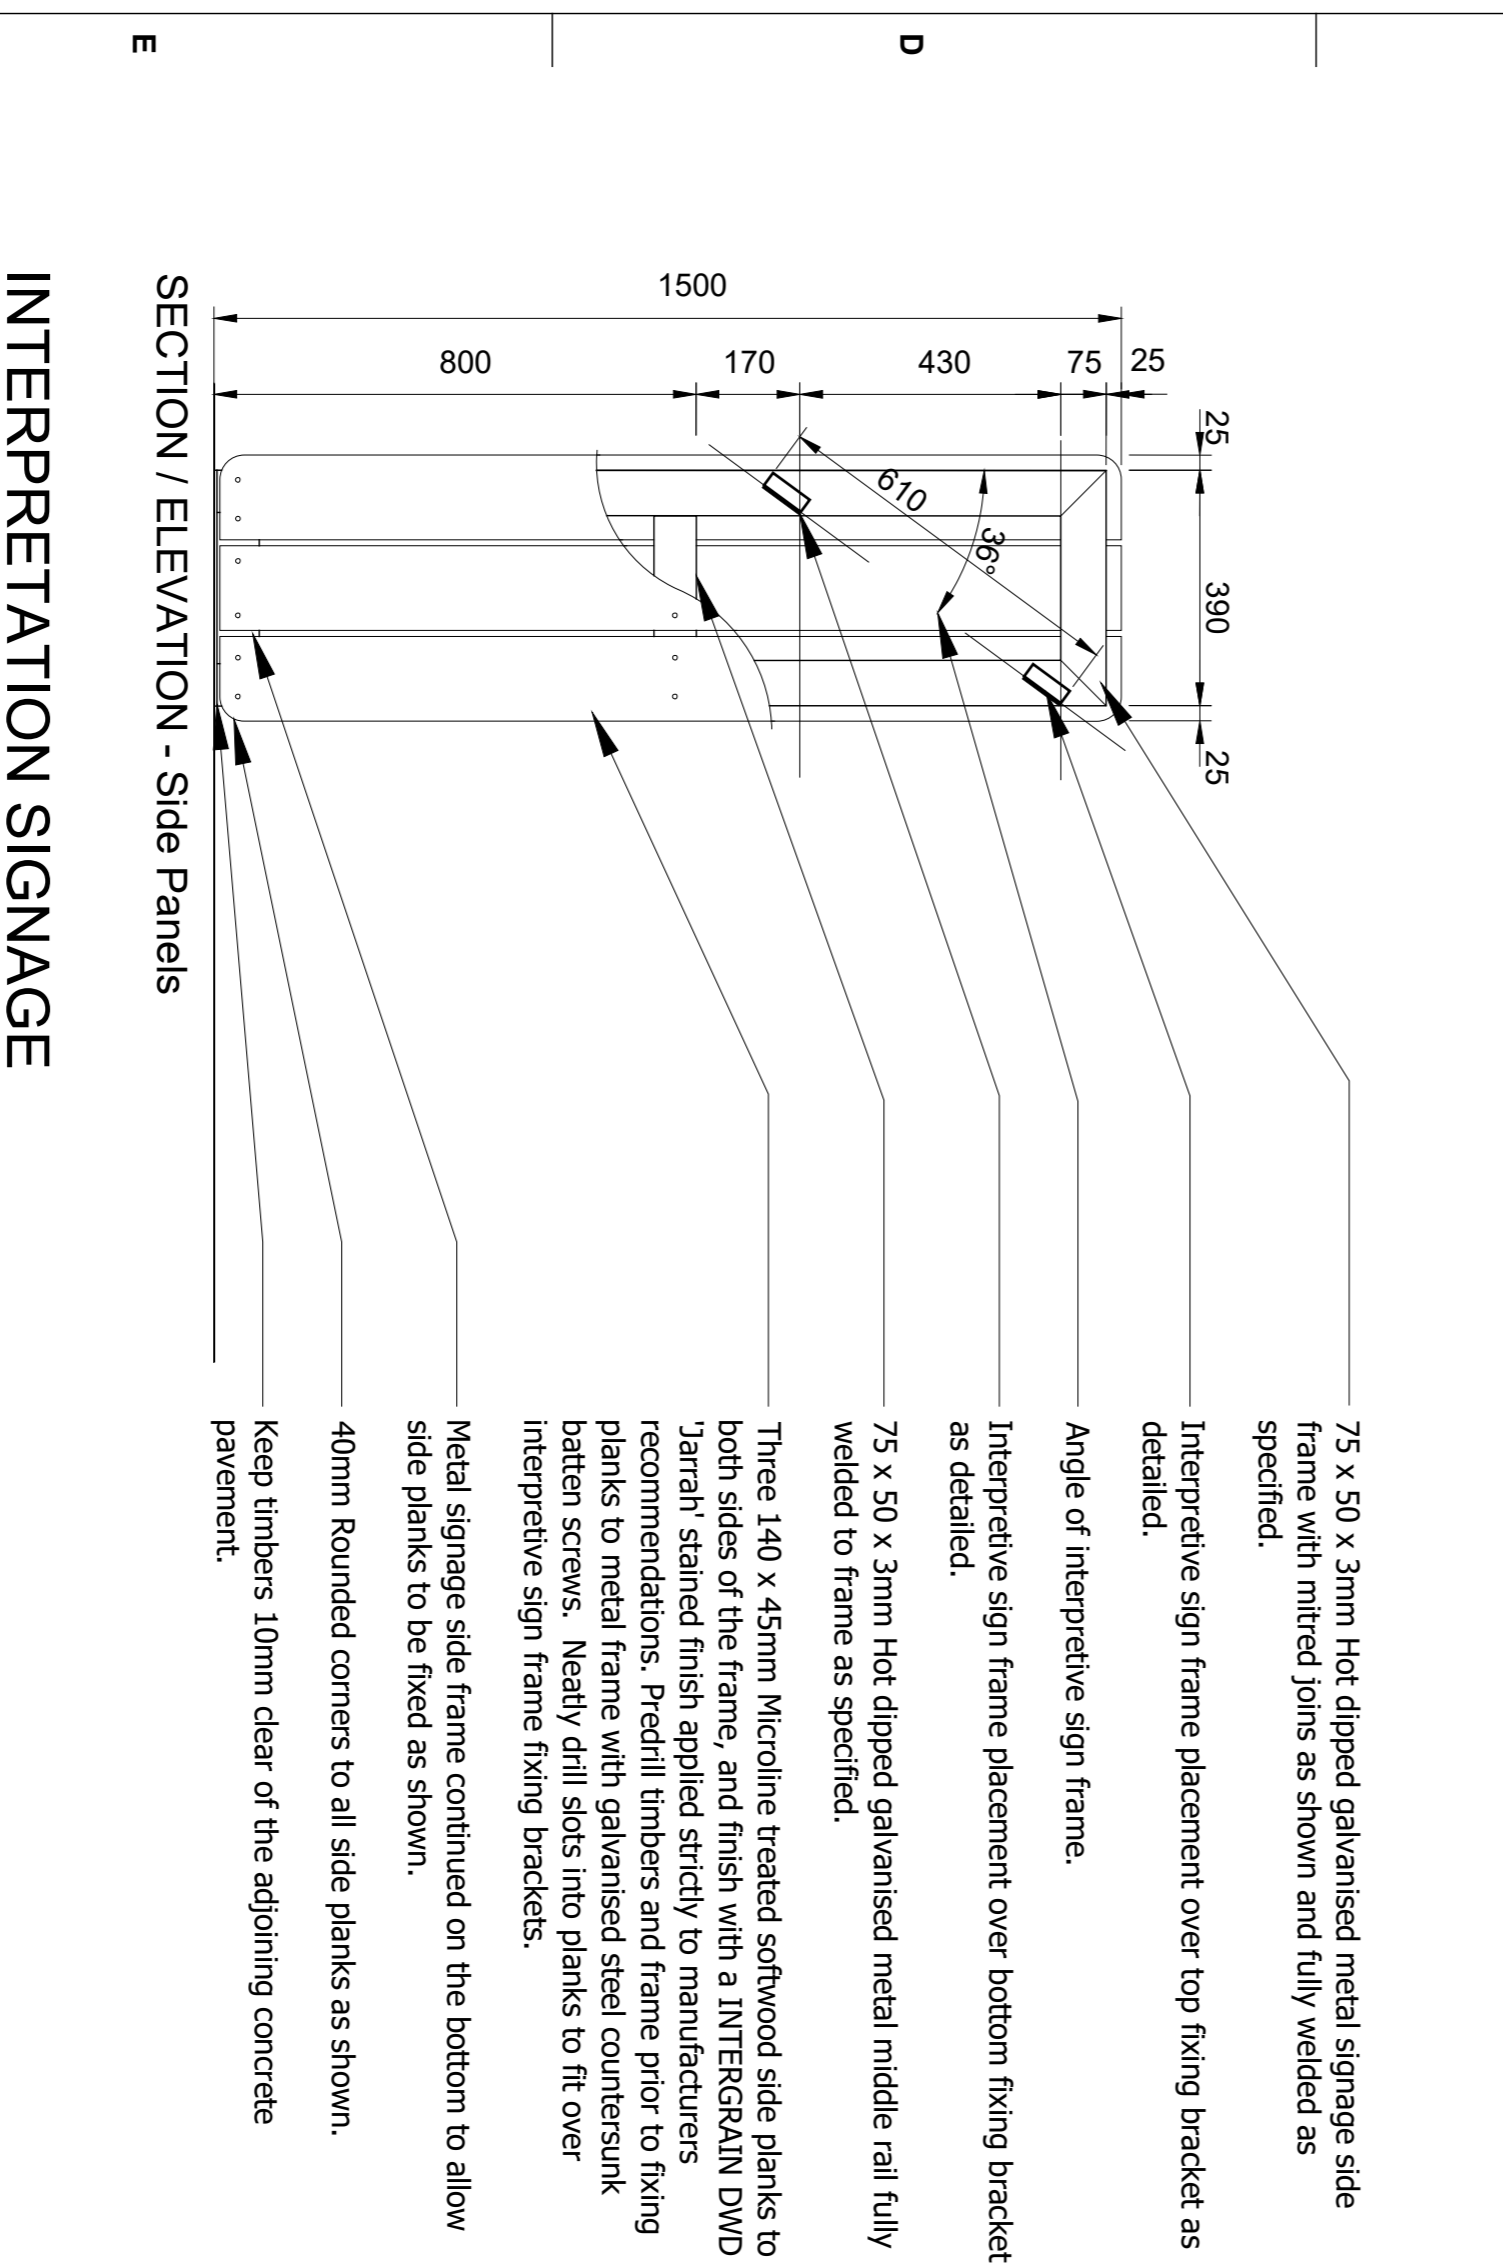 E
D
1500
800
170
430
75
25
25
390
25
610
36°
75 x 50 x 3mm Hot dipped galvanised metal signage side
frame with mitred joins as shown and fully welded as
specified.
Interpretive sign frame placement over top fixing bracket as
detailed.
Angle of interpretive sign frame.
Interpretive sign frame placement over bottom fixing bracket
as detailed.
75 x 50 x 3mm Hot dipped galvanised metal middle rail fully
welded to frame as specified.
Three 140 x 45mm Microline treated softwood side planks to
both sides of the frame, and finish with a INTERGRAIN DWD
'Jarrah' stained finish applied strictly to manufacturers
recommendations. Predrill timbers and frame prior to fixing
planks to metal frame with galvanised steel countersunk
batten screws. Neatly drill slots into planks to fit over
interpretive sign frame fixing brackets.
Metal signage side frame continued on the bottom to allow
side planks to be fixed as shown.
40mm Rounded corners to all side planks as shown.
Keep timbers 10mm clear of the adjoining concrete
pavement.
SECTION / ELEVATION - Side Panels
INTERPRETATION SIGNAGE